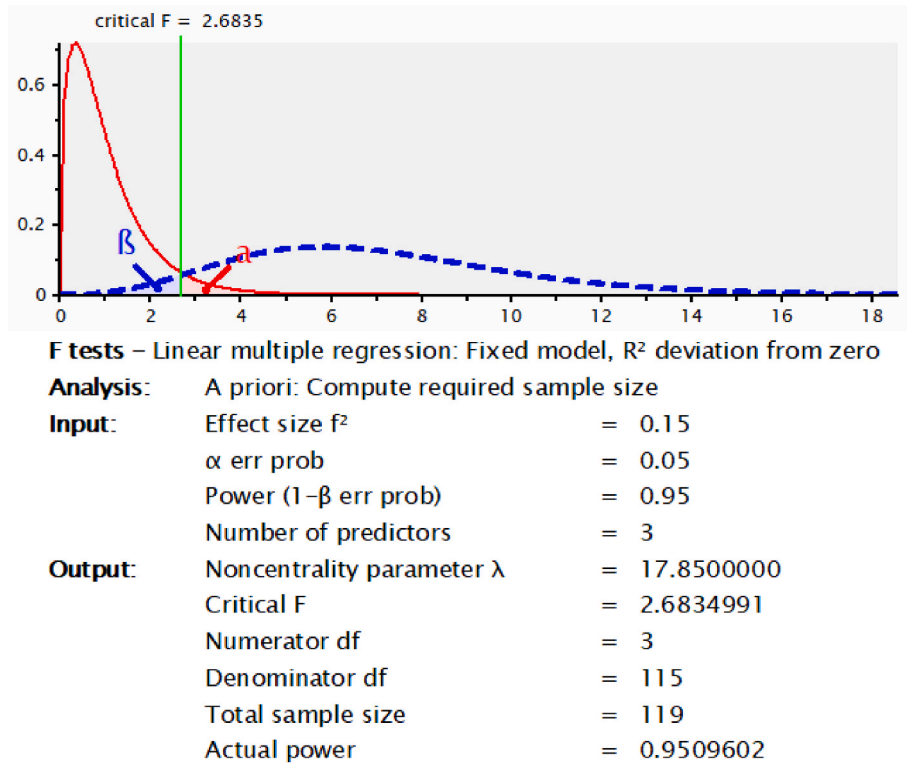 critical F = 2.6835
0.6
0.4
ß a
0.2
0
0 2 4 6 8 10 12 14 16 18
F tests – Linear multiple regression: Fixed model, R² deviation from zero
Analysis: A priori: Compute required sample size
Input: Effect size f² = 0.15
α err prob = 0.05
Power (1-β err prob) = 0.95
Number of predictors = 3
Output: Noncentrality parameter λ = 17.8500000
Critical F = 2.6834991
Numerator df = 3
Denominator df = 115
Total sample size = 119
Actual power = 0.9509602